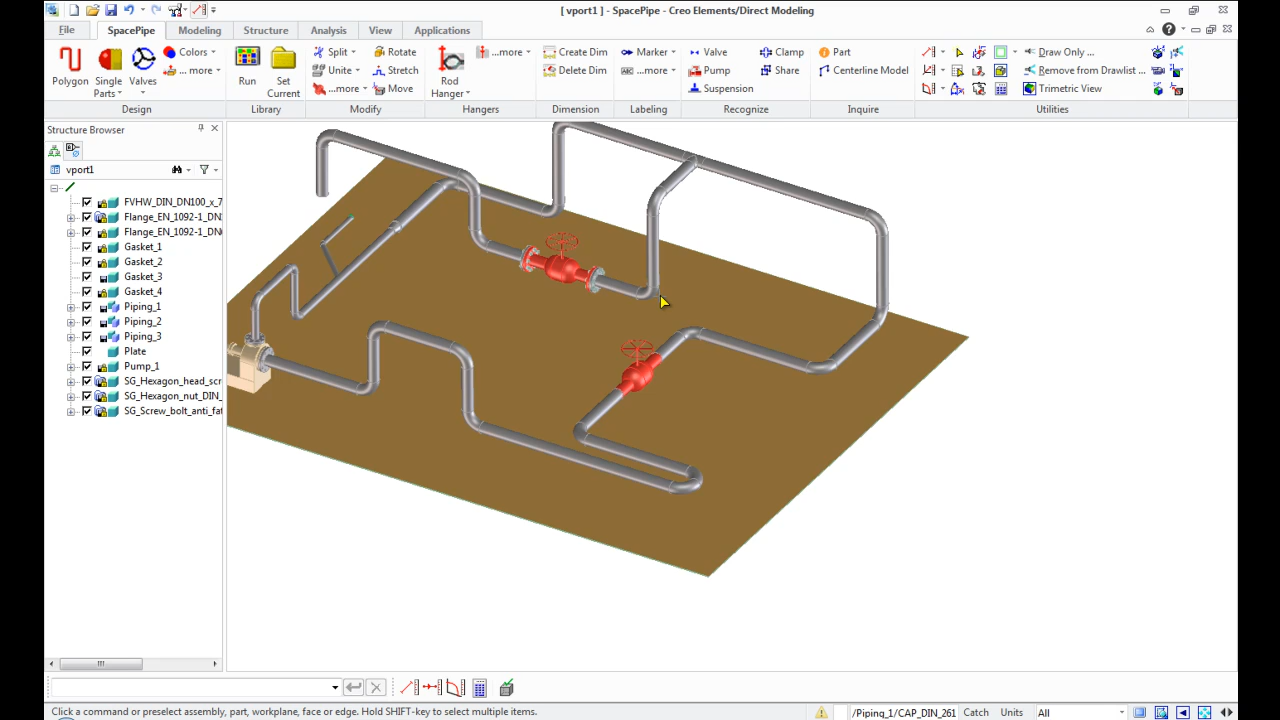 [ vport1 ] - SpacePipe - Creo Elements/Direct Modeling
File SpacePipe Modeling Structure Analysis View Applications
Polygon Single Parts Valves Colors ... more
Run Set Current
Split Rotate
Unite Stretch
...more Move
Rod Hanger ...more
Create Dim
Delete Dim
Marker
...more
Valve Clamp
Pump Share
Suspension
Part
Centerline Model
Draw Only ...
Remove from Drawlist ...
Trimetric View
Design Library Modify Hangers Dimension Labeling Recognize Inquire Utilities
Structure Browser
vport1
FVHW_DIN_DN100_x_7
Flange_EN_1092-1_DN
Flange_EN_1092-1_DN
Gasket_1
Gasket_2
Gasket_3
Gasket_4
Piping_1
Piping_2
Piping_3
Plate
Pump_1
SG_Hexagon_head_scr
SG_Hexagon_nut_DIN_
SG_Screw_bolt_anti_fat
Click a command or preselect assembly, part, workplane, face or edge. Hold SHIFT-key to select multiple items. /Piping_1/CAP_DIN_261 Catch Units All